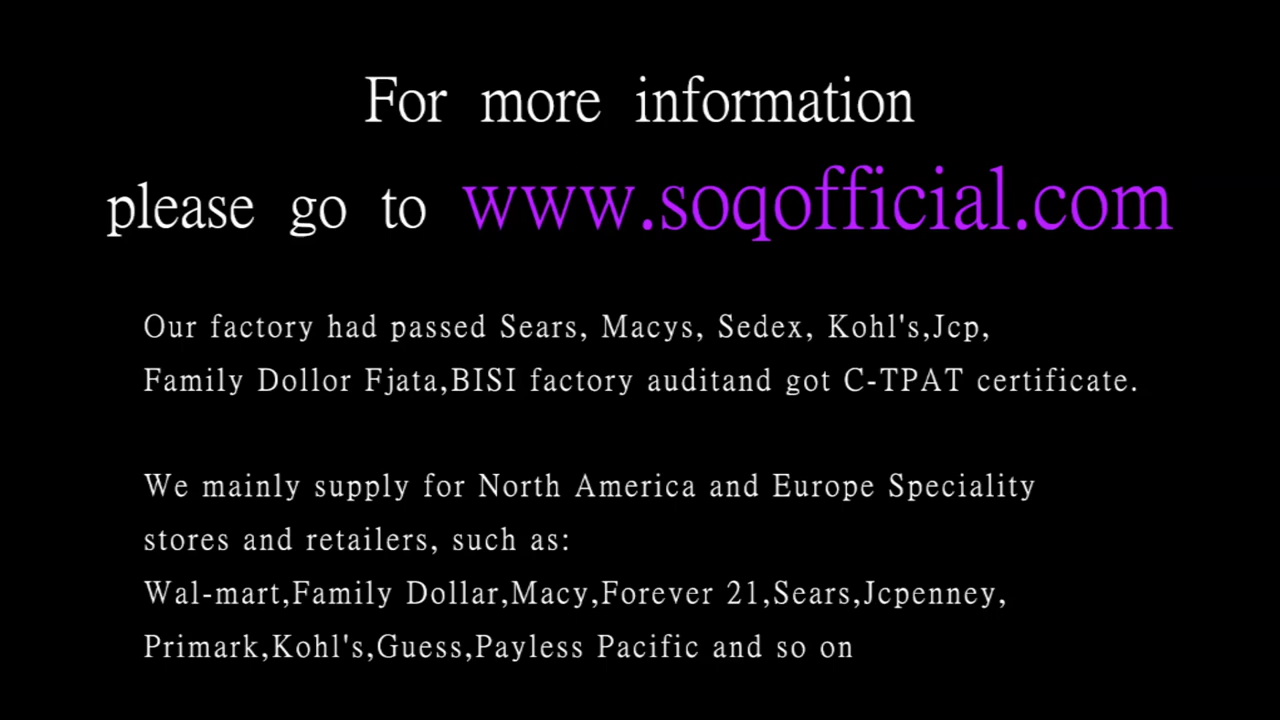 For more information
please go to www.soqofficial.com
Our factory had passed Sears, Macys, Sedex, Kohl's,Jcp,
Family Dollor Fjata,BISI factory auditand got C-TPAT certificate.
We mainly supply for North America and Europe Speciality
stores and retailers, such as:
Wal-mart,Family Dollar,Macy,Forever 21,Sears,Jcpenney,
Primark,Kohl's,Guess,Payless Pacific and so on